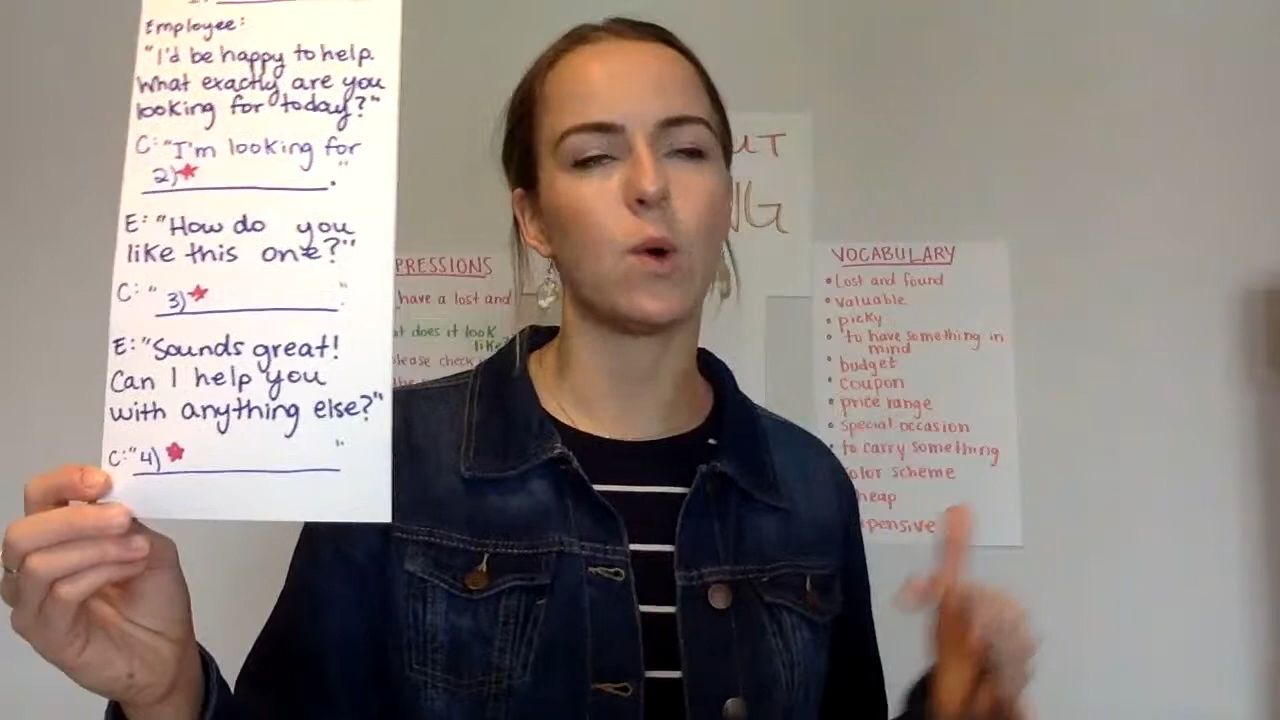 Employee:
"I'd be happy to help.
What exactly are you
looking for today?"
C: "I'm looking for
2) ."
E: "How do you
like this one?"
C: "3) ."
E: "Sounds great!
Can I help you
with anything else?"
C: "4) "
UT
NG
PRESSIONS
have a lost and
at does it look
like?
please check
VOCABULARY
• Lost and found
• valuable
• picky
• to have something in
mind
• budget
• coupon
• price range
• special occasion
• to carry something
color scheme
heap
pensive